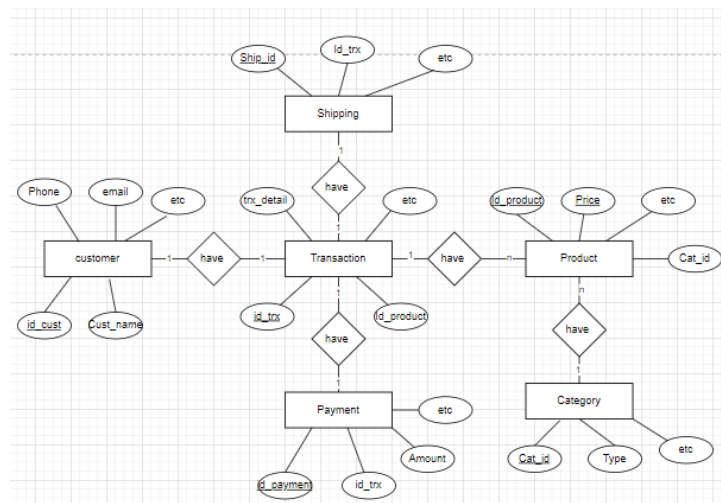 Ship_id
Id_trx
etc
Shipping
1
have
1
Phone
email
etc
customer
1
have
1
id_cust
Cust_name
trx_detail
etc
Transaction
id_trx
Id_product
1
have
n
Id_product
Price
etc
Product
Cat_id
1
have
1
Payment
etc
Amount
id_trx
Id_payment
n
have
1
Category
Cat_id
Type
etc